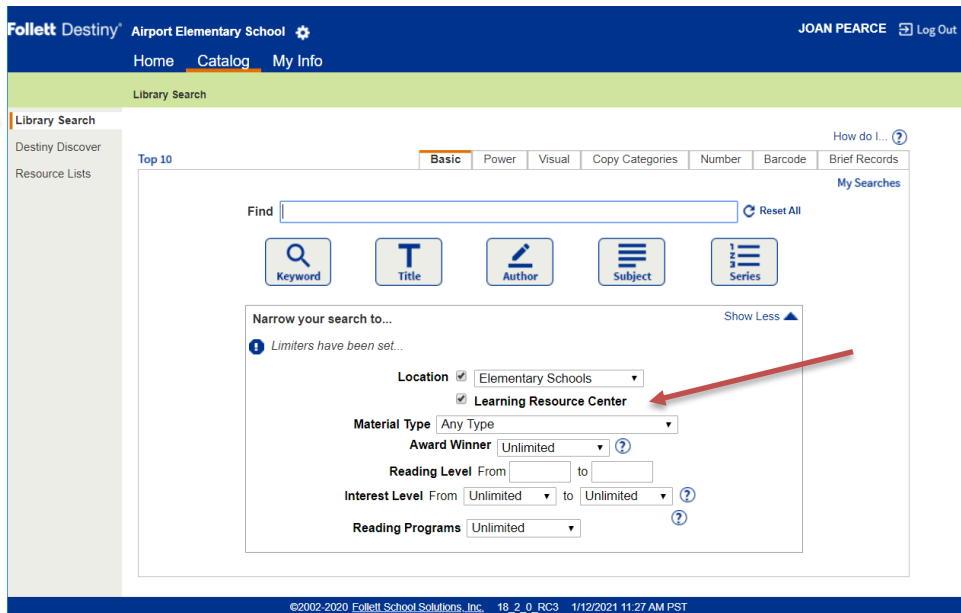 Follett Destiny® Airport Elementary School JOAN PEARCE Log Out
Home Catalog My Info
Library Search
Library Search
Destiny Discover
Resource Lists
How do I... ?
Top 10 Basic Power Visual Copy Categories Number Barcode Brief Records
My Searches
Find Reset All
Keyword Title Author Subject Series
Narrow your search to... Show Less
Limiters have been set...
Location Elementary Schools
Learning Resource Center
Material Type Any Type
Award Winner Unlimited ?
Reading Level From to
Interest Level From Unlimited to Unlimited ?
Reading Programs Unlimited ?
©2002-2020 Follett School Solutions, Inc. 18_2_0_RC3 1/12/2021 11:27 AM PST